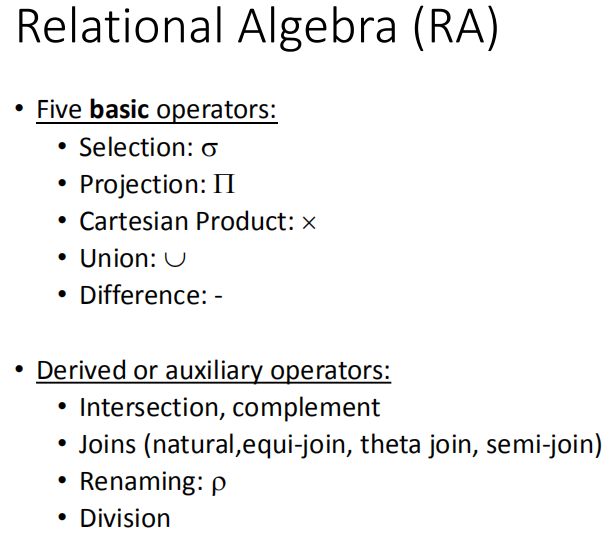 Relational Algebra (RA)
• Five basic operators:
• Selection: σ
• Projection: Π
• Cartesian Product: ×
• Union: ∪
• Difference: -
• Derived or auxiliary operators:
• Intersection, complement
• Joins (natural,equi-join, theta join, semi-join)
• Renaming: ρ
• Division